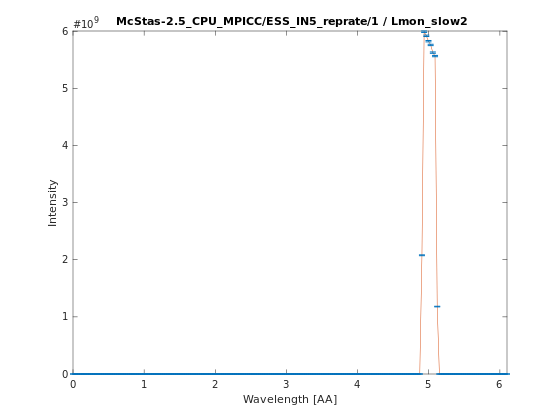 McStas-2.5_CPU_MPICC/ESS_IN5_reprate/1 / Lmon_slow2
#10^9
6
5
4
3
2
1
0
Intensity
0 1 2 3 4 5 6
Wavelength [AA]